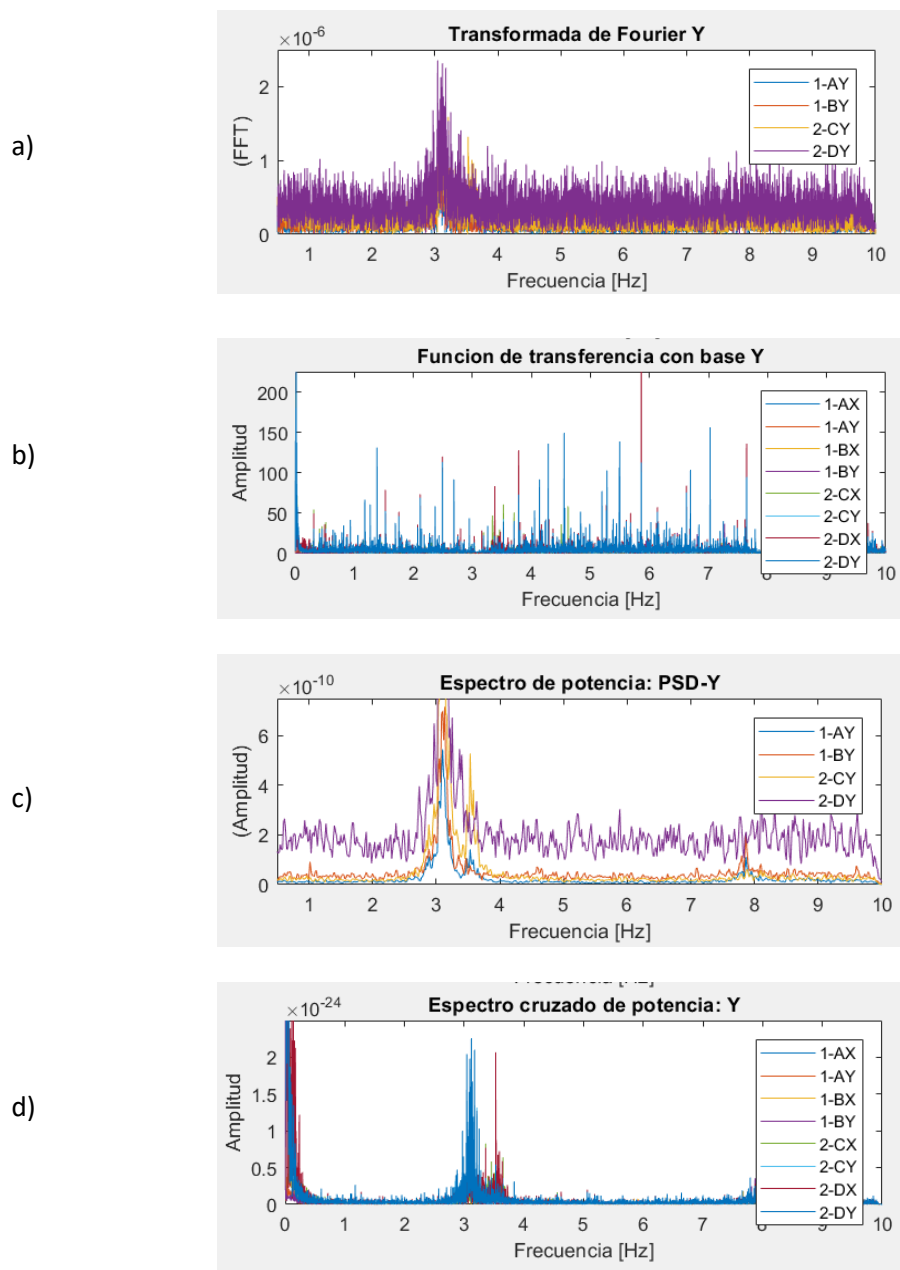 a)
×10⁻⁶
Transformada de Fourier Y
(FFT)
2
1
0
1-AY
1-BY
2-CY
2-DY
1 2 3 4 5 6 7 8 9 10
Frecuencia [Hz]
b)
Funcion de transferencia con base Y
Amplitud
200
150
100
50
0
1-AX
1-AY
1-BX
1-BY
2-CX
2-CY
2-DX
2-DY
0 1 2 3 4 5 6 7 8 9 10
Frecuencia [Hz]
c)
×10⁻¹⁰
Espectro de potencia: PSD-Y
(Amplitud)
6
4
2
0
1-AY
1-BY
2-CY
2-DY
1 2 3 4 5 6 7 8 9 10
Frecuencia [Hz]
d)
Frecuencia [Hz]
×10⁻²⁴
Espectro cruzado de potencia: Y
Amplitud
2
1.5
1
0.5
0
1-AX
1-AY
1-BX
1-BY
2-CX
2-CY
2-DX
2-DY
0 1 2 3 4 5 6 7 8 9 10
Frecuencia [Hz]